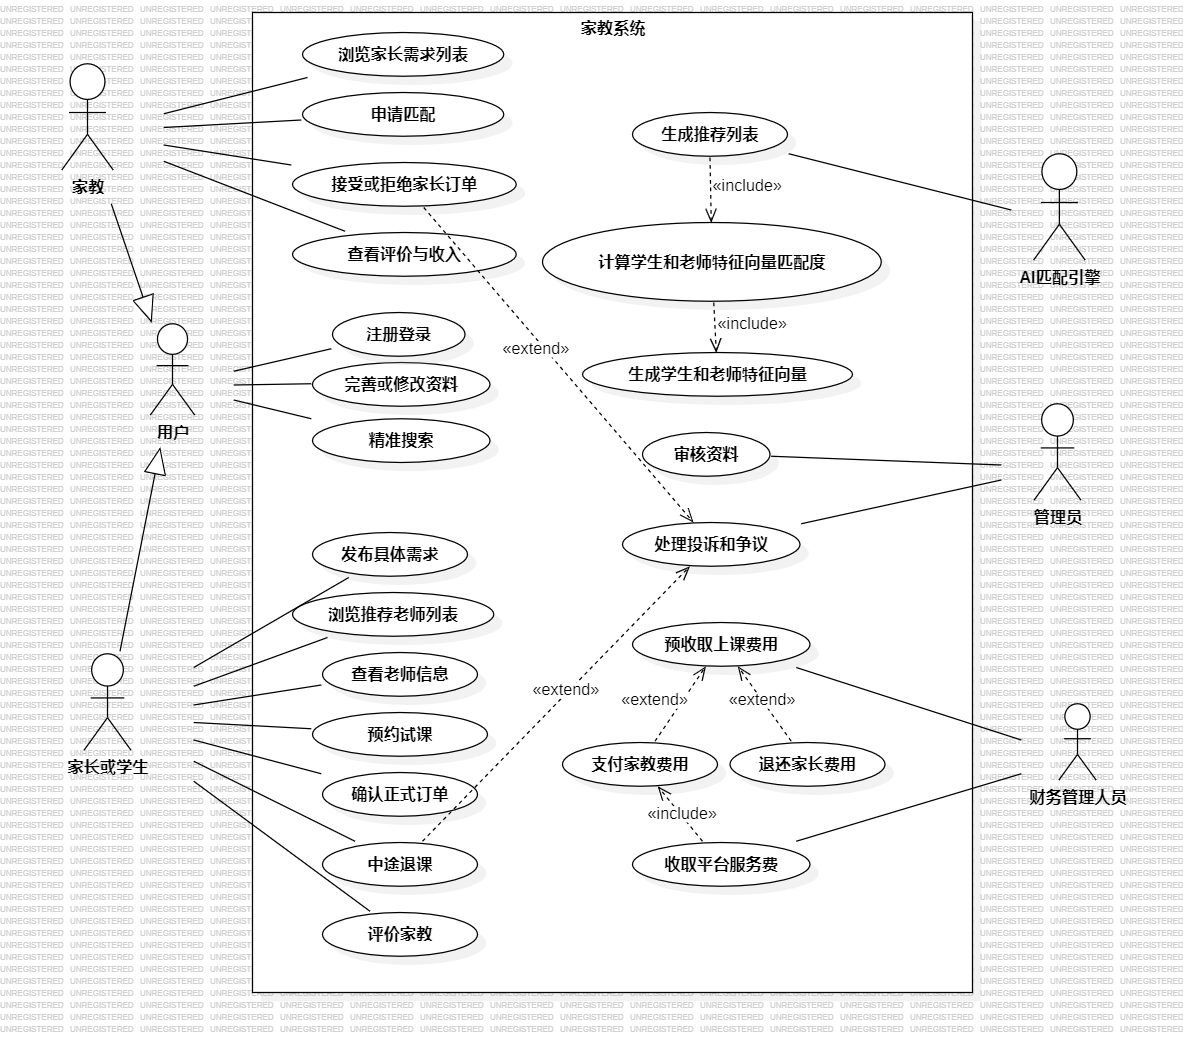 家教系统
浏览家长需求列表
申请匹配
接受或拒绝家长订单
查看评价与收入
家教
注册登录
完善或修改资料
精准搜索
用户
发布具体需求
浏览推荐老师列表
查看老师信息
预约试课
确认正式订单
中途退课
评价家教
家长或学生
«extend»
«extend»
生成推荐列表
«include»
计算学生和老师特征向量匹配度
«include»
生成学生和老师特征向量
AI匹配引擎
审核资料
处理投诉和争议
管理员
预收取上课费用
«extend»
«extend»
支付家教费用
退还家长费用
«include»
收取平台服务费
财务管理人员
UNREGISTERED